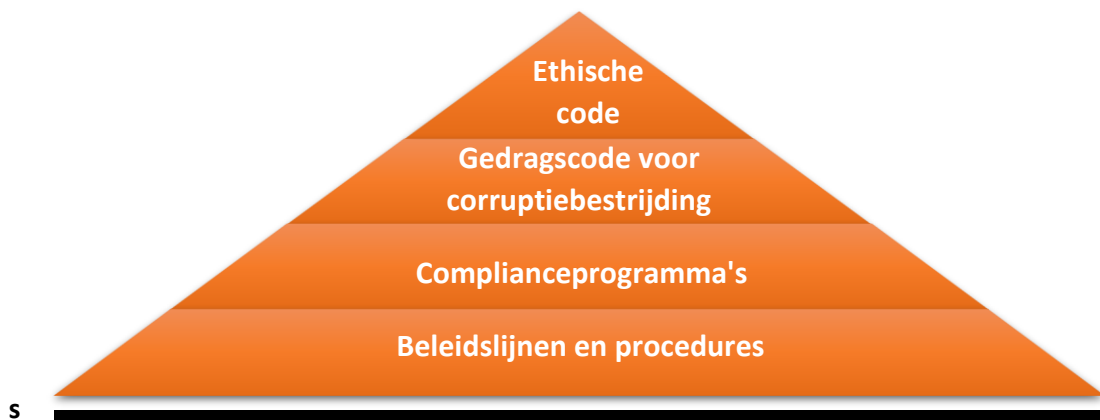 Ethische
code
Gedragscode voor
corruptiebestrijding
Complianceprogramma's
Beleidslijnen en procedures
s